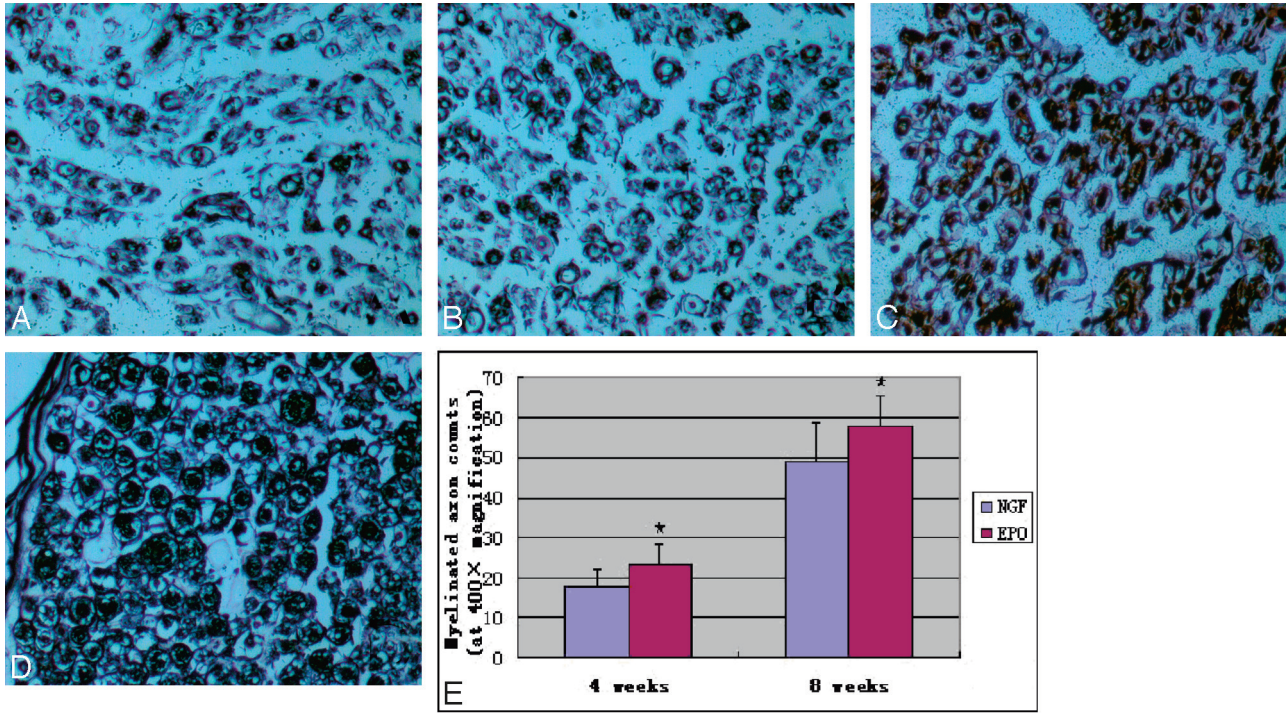 A
B
C
D
E
Myelinated axon counts
(at 400× magnification)
70
60
50
40
30
20
10
0
*
*
4 weeks
8 weeks
NGF
EPO